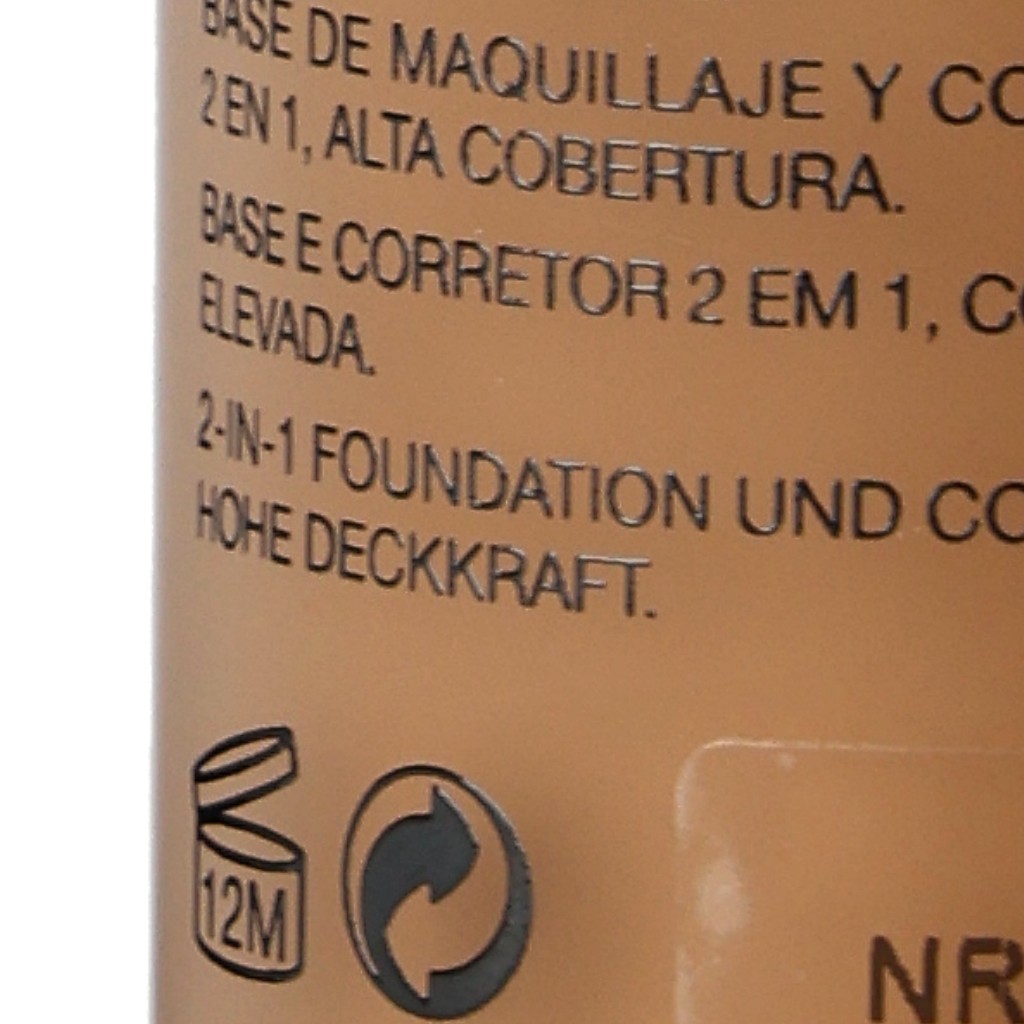 BASE DE MAQUILLAJE Y CO
2 EN 1, ALTA COBERTURA.
BASE E CORRETOR 2 EM 1, CO
ELEVADA.
2-IN-1 FOUNDATION UND CO
HOHE DECKKRAFT.
12M
NR